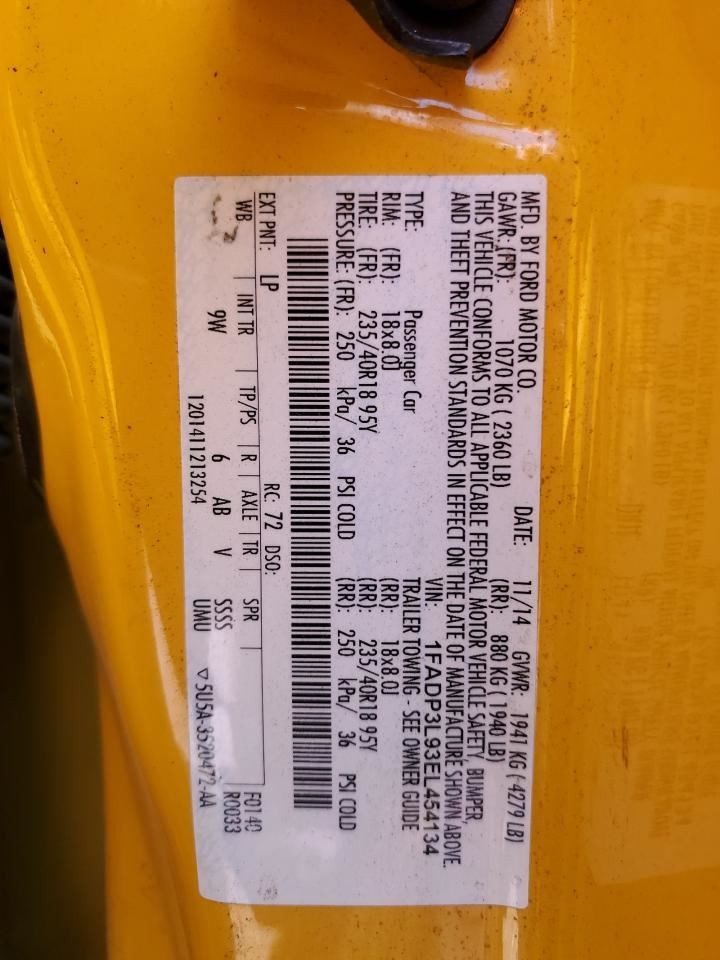 MFD. BY FORD MOTOR CO. DATE: 11/14 GVWR: 1941 KG ( 4279 LB)
GAWR: (FR): 1070 KG ( 2360 LB) (RR): 880 KG ( 1940 LB)
THIS VEHICLE CONFORMS TO ALL APPLICABLE FEDERAL MOTOR VEHICLE SAFETY, BUMPER,
AND THEFT PREVENTION STANDARDS IN EFFECT ON THE DATE OF MANUFACTURE SHOWN ABOVE.
VIN: 1FADP3L93EL454134
TYPE: Passenger Car TRAILER TOWING - SEE OWNER GUIDE
RIM: (FR): 18x8.0J (RR): 18x8.0J
TIRE: (FR): 235/40R18 95Y (RR): 235/40R18 95Y
PRESSURE: (FR): 250 kPa/ 36 PSI COLD (RR): 250 kPa/ 36 PSI COLD
EXT PNT: LP RC: 72 DSO: F0140
WB INT TR TP/PS R AXLE TR SPR R0033
9W 6 AB V SSSS
UMU ▽5U5A-3520472-AA
1201411213254